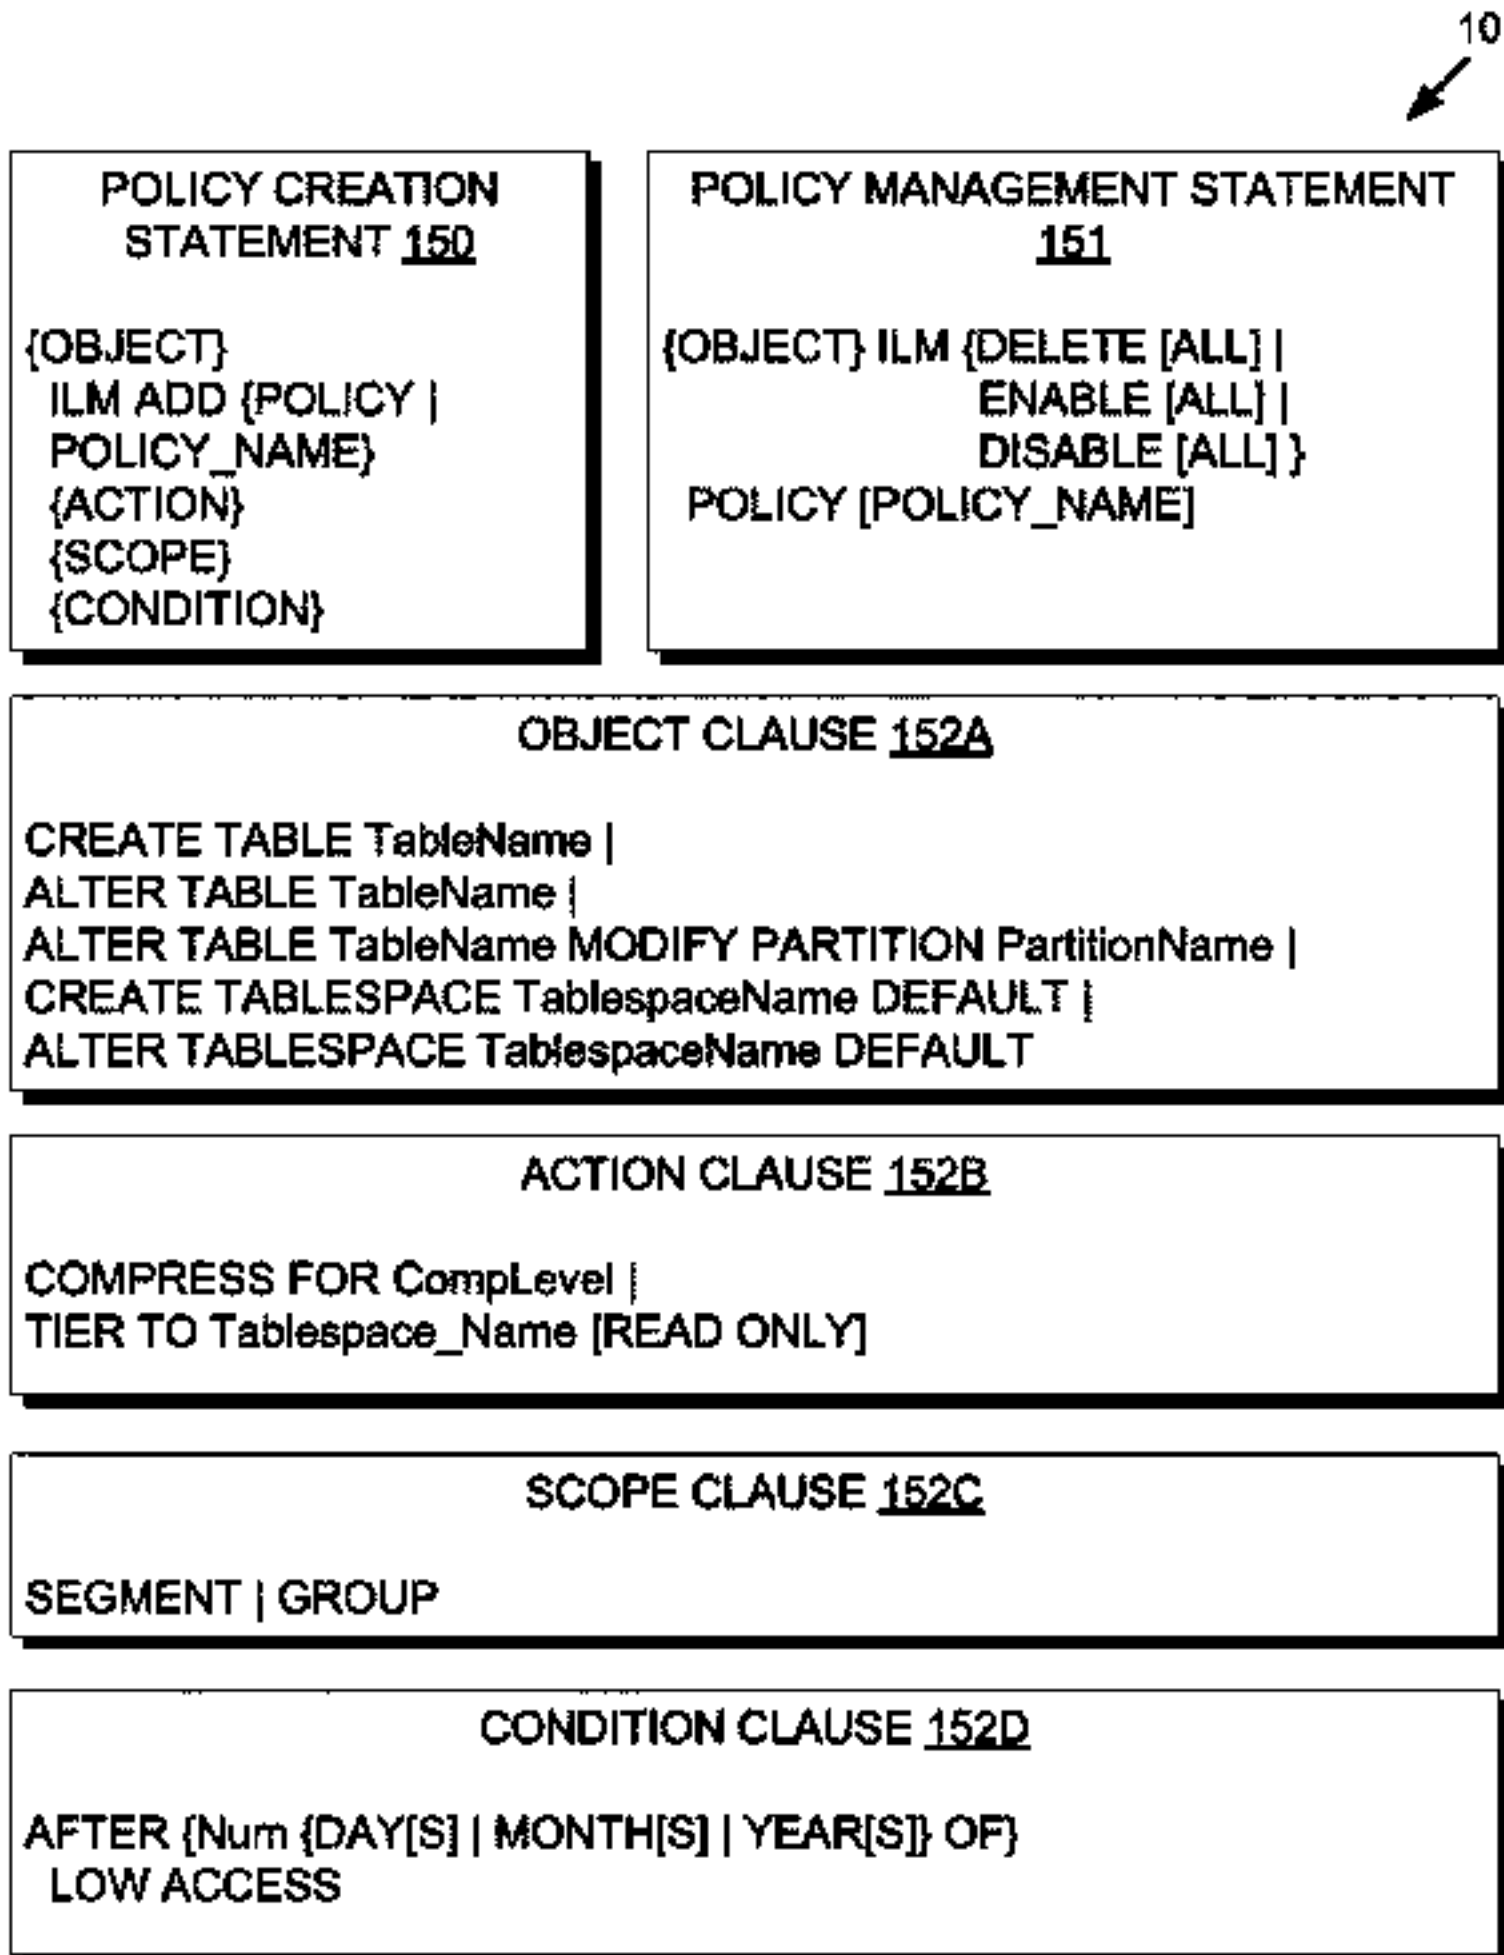 10
POLICY CREATION
STATEMENT 150
{OBJECT}
ILM ADD {POLICY |
POLICY_NAME}
{ACTION}
{SCOPE}
{CONDITION}
POLICY MANAGEMENT STATEMENT
151
{OBJECT} ILM {DELETE [ALL] |
ENABLE [ALL] |
DISABLE [ALL] }
POLICY [POLICY_NAME]
OBJECT CLAUSE 152A
CREATE TABLE TableName |
ALTER TABLE TableName |
ALTER TABLE TableName MODIFY PARTITION PartitionName |
CREATE TABLESPACE TablespaceName DEFAULT |
ALTER TABLESPACE TablespaceName DEFAULT
ACTION CLAUSE 152B
COMPRESS FOR CompLevel |
TIER TO Tablespace_Name [READ ONLY]
SCOPE CLAUSE 152C
SEGMENT | GROUP
CONDITION CLAUSE 152D
AFTER {Num {DAY[S] | MONTH[S] | YEAR[S]} OF}
LOW ACCESS